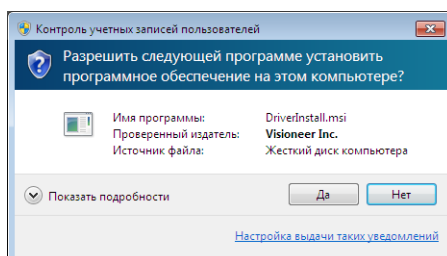 Контроль учетных записей пользователей
Разрешить следующей программе установить
программное обеспечение на этом компьютере?
Имя программы: DriverInstall.msi
Проверенный издатель: Visioneer Inc.
Источник файла: Жесткий диск компьютера
Показать подробности Да Нет
Настройка выдачи таких уведомлений